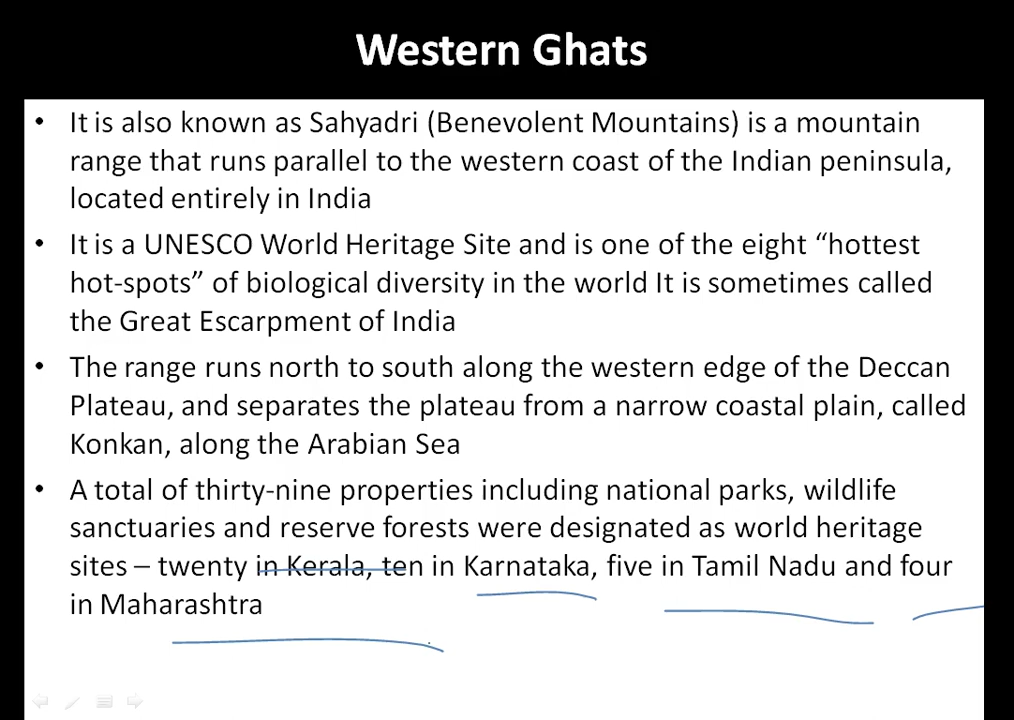 Western Ghats
• It is also known as Sahyadri (Benevolent Mountains) is a mountain
range that runs parallel to the western coast of the Indian peninsula,
located entirely in India
• It is a UNESCO World Heritage Site and is one of the eight “hottest
hot-spots” of biological diversity in the world It is sometimes called
the Great Escarpment of India
• The range runs north to south along the western edge of the Deccan
Plateau, and separates the plateau from a narrow coastal plain, called
Konkan, along the Arabian Sea
• A total of thirty-nine properties including national parks, wildlife
sanctuaries and reserve forests were designated as world heritage
sites – twenty in Kerala, ten in Karnataka, five in Tamil Nadu and four
in Maharashtra